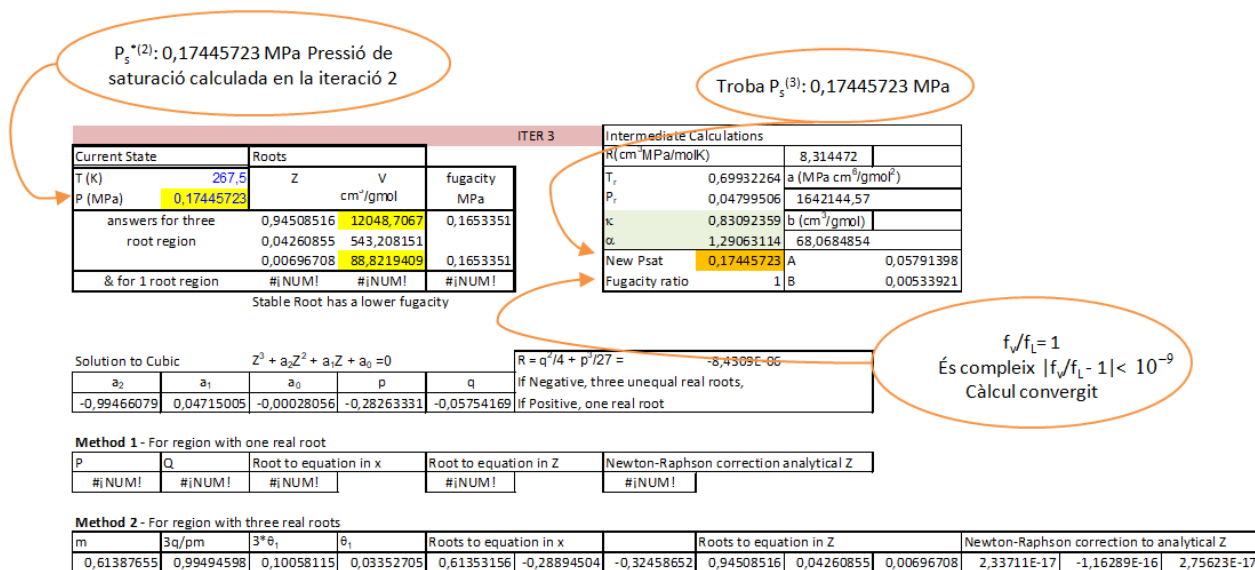 Ps*(2): 0,17445723 MPa Pressió de
saturació calculada en la iteració 2
Troba Ps(3): 0,17445723 MPa
ITER 3
Intermediate Calculations
Current State Roots
R(cm3MPa/molK) 8,314472
T (K) 267,5 Z V fugacity
Tr 0,69932264 a (MPa cm6/gmol2)
P (MPa) 0,17445723 cm3/gmol MPa
Pr 0,04799506 1642144,57
answers for three 0,94508516 12048,7067 0,1653351
κ 0,83092359 b (cm3/gmol)
root region 0,04260855 543,208151
α 1,29063114 68,0684854
0,00696708 88,8219409 0,1653351
New Psat 0,17445723 A 0,05791398
& for 1 root region #¡NUM! #¡NUM! #¡NUM!
Fugacity ratio 1 B 0,00533921
Stable Root has a lower fugacity
fv/fL= 1
És compleix |fv/fL - 1|< 10−9
Càlcul convergit
Solution to Cubic Z3 + a2Z2 + a1Z + a0 =0 R = q2/4 + p3/27 = -8,4309E-06
a2 a1 a0 p q If Negative, three unequal real roots,
-0,99466079 0,04715005 -0,00028056 -0,28263331 -0,05754169 If Positive, one real root
Method 1 - For region with one real root
P Q Root to equation in x Root to equation in Z Newton-Raphson correction analytical Z
#¡NUM! #¡NUM! #¡NUM! #¡NUM! #¡NUM!
Method 2 - For region with three real roots
m 3q/pm 3*θ1 θ1 Roots to equation in x Roots to equation in Z Newton-Raphson correction to analytical Z
0,61387655 0,99494598 0,10058115 0,03352705 0,61353156 -0,28894504 -0,32458652 0,94508516 0,04260855 0,00696708 2,33711E-17 -1,16289E-16 2,75623E-17